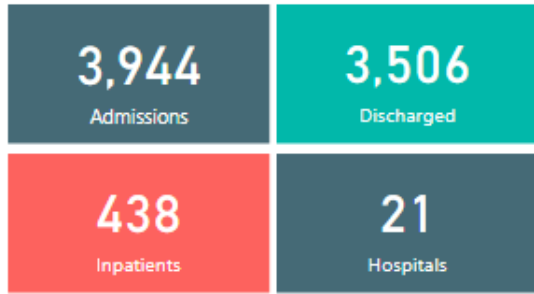 3,944
Admissions
3,506
Discharged
438
Inpatients
21
Hospitals